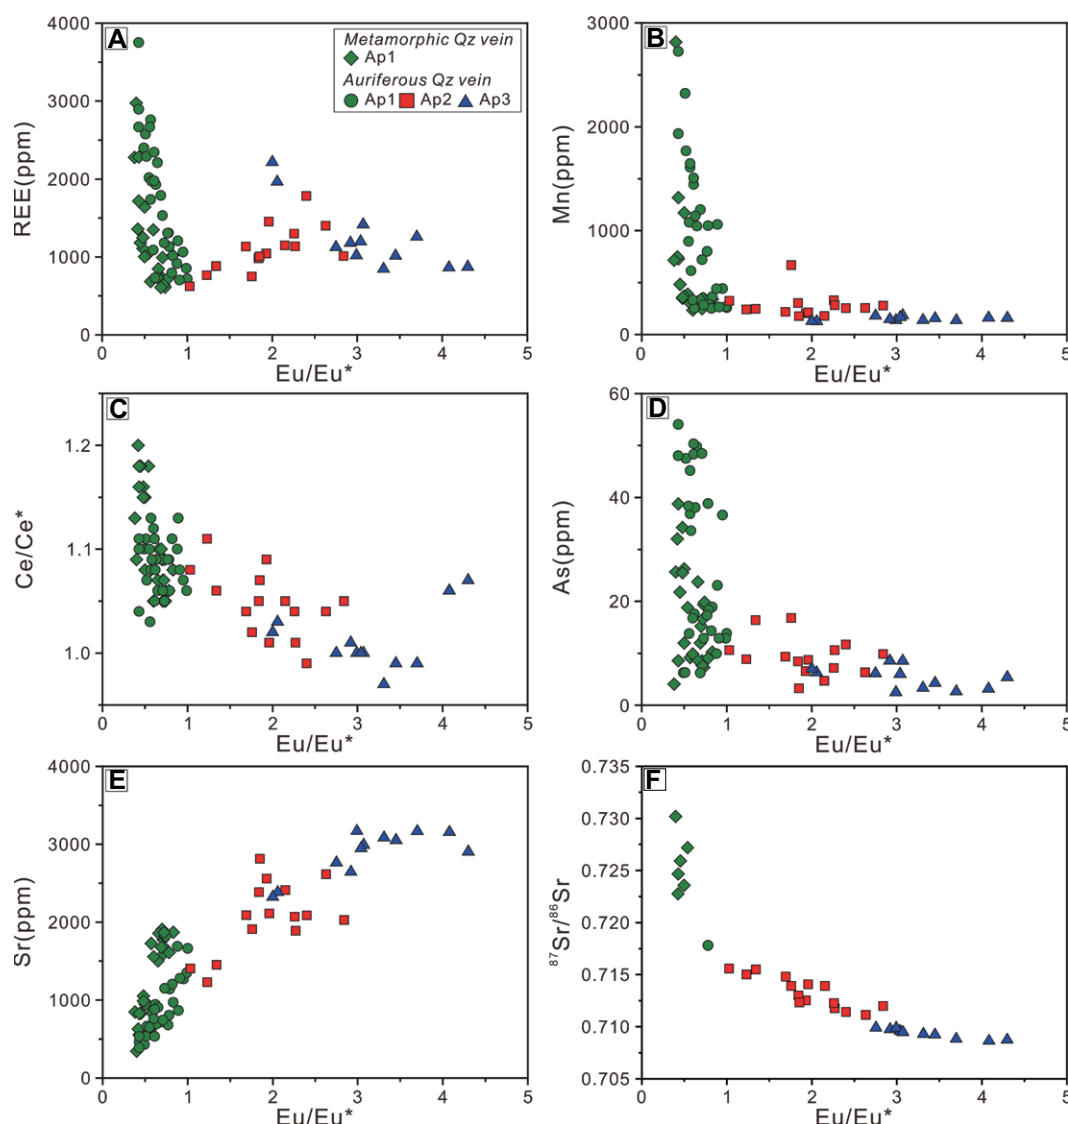 A
Metamorphic Qz vein
Ap1
Auriferous Qz vein
Ap1 Ap2 Ap3
4000
3000
2000
1000
0
REE(ppm)
0 1 2 3 4 5
Eu/Eu*
B
3000
2000
1000
0
Mn(ppm)
0 1 2 3 4 5
Eu/Eu*
C
1.2
1.1
1.0
Ce/Ce*
0 1 2 3 4 5
Eu/Eu*
D
60
40
20
0
As(ppm)
0 1 2 3 4 5
Eu/Eu*
E
4000
3000
2000
1000
0
Sr(ppm)
0 1 2 3 4 5
Eu/Eu*
F
0.735
0.730
0.725
0.720
0.715
0.710
0.705
⁸⁷Sr/⁸⁶Sr
0 1 2 3 4 5
Eu/Eu*